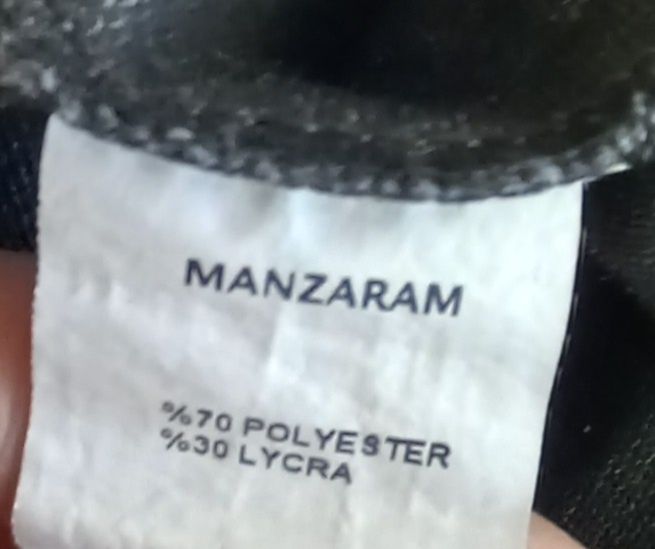 MANZARAM
%70 POLYESTER
%30 LYCRA